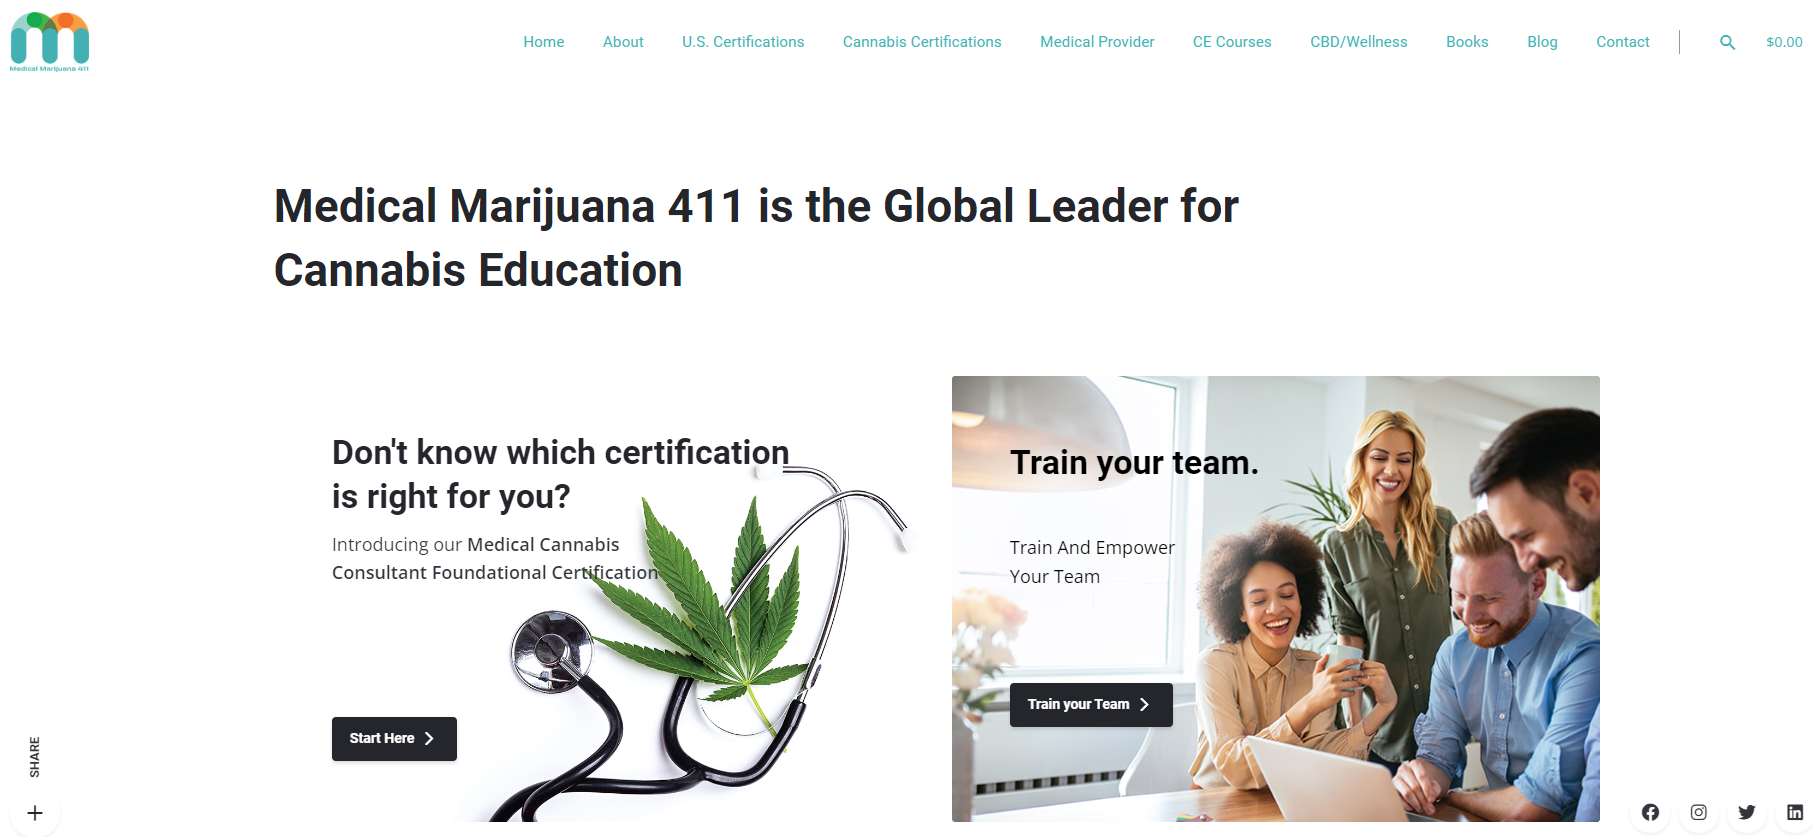 Medical Marijuana 411
Home
About
U.S. Certifications
Cannabis Certifications
Medical Provider
CE Courses
CBD/Wellness
Books
Blog
Contact
$0.00
Medical Marijuana 411 is the Global Leader for
Cannabis Education
Don't know which certification
is right for you?
Introducing our Medical Cannabis
Consultant Foundational Certification
Start Here
Train your team.
Train And Empower
Your Team
Train your Team
SHARE